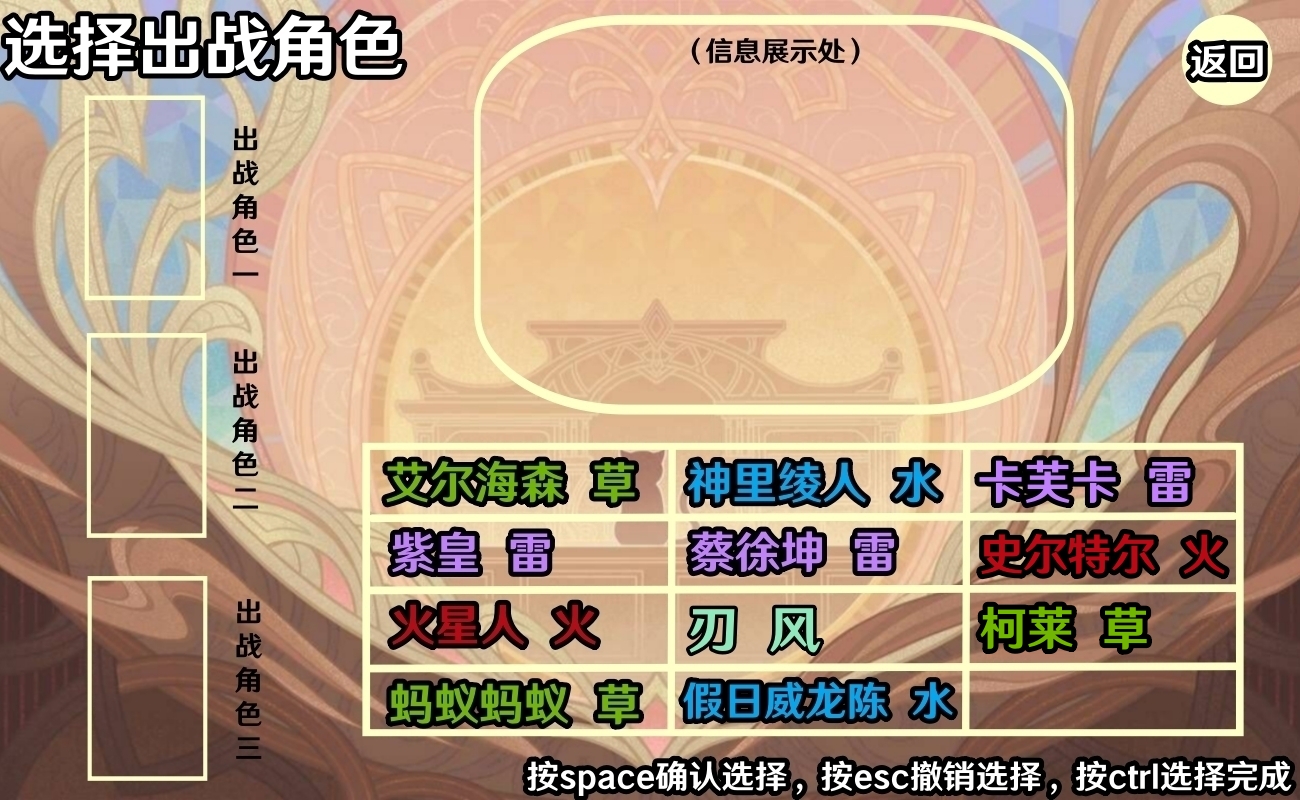 选择出战角色
（信息展示处）
返回
出战角色一
出战角色二
出战角色三
艾尔海森 草
神里绫人 水
卡芙卡 雷
紫皇 雷
蔡徐坤 雷
史尔特尔 火
火星人 火
刃 风
柯莱 草
蚂蚁蚂蚁 草
假日威龙陈 水
按space确认选择，按esc撤销选择，按ctrl选择完成